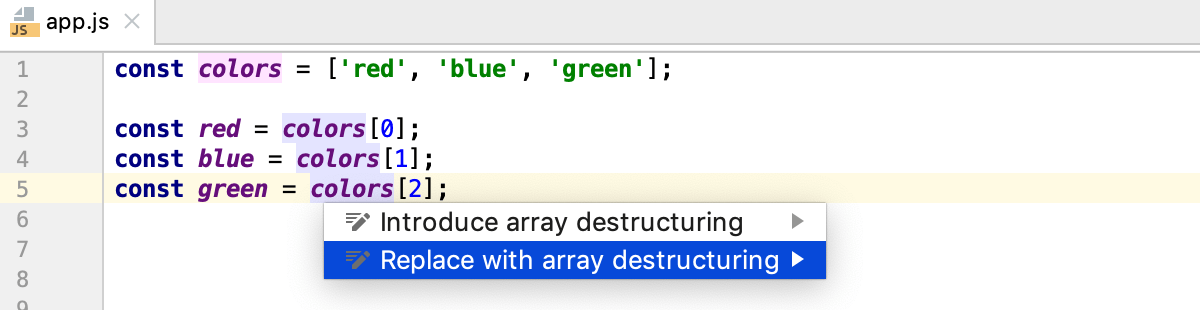 JS app.js
1 const colors = ['red', 'blue', 'green'];
2
3 const red = colors[0];
4 const blue = colors[1];
5 const green = colors[2];
6 Introduce array destructuring
7 Replace with array destructuring
8
9